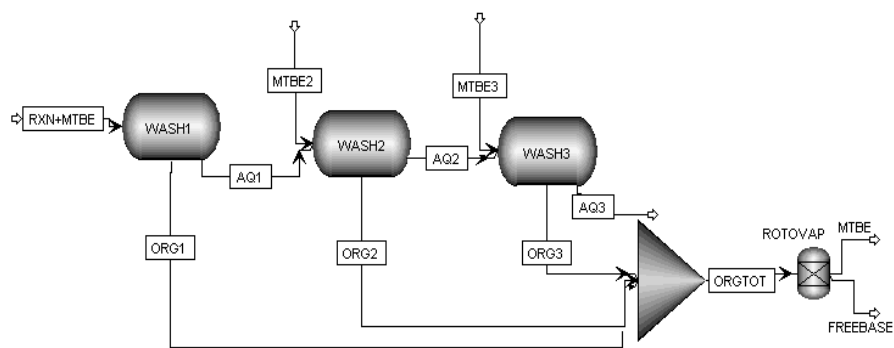 MTBE2
MTBE3
RXN+MTBE
WASH1
WASH2
WASH3
AQ1
AQ2
AQ3
ORG1
ORG2
ORG3
ROTOVAP
MTBE
ORGTOT
FREEBASE